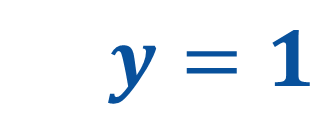 y = 1